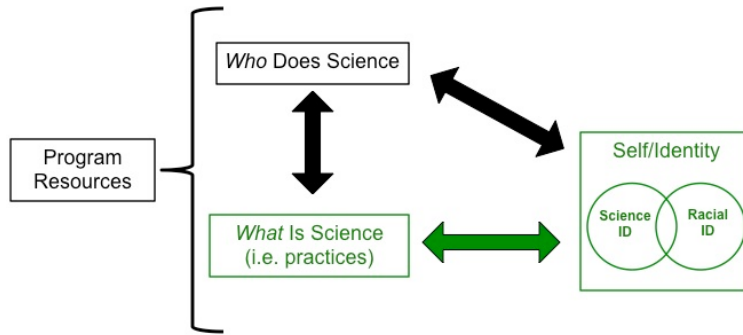 Who Does Science
Program
Resources
Self/Identity
Science
ID
Racial
ID
What Is Science
(i.e. practices)